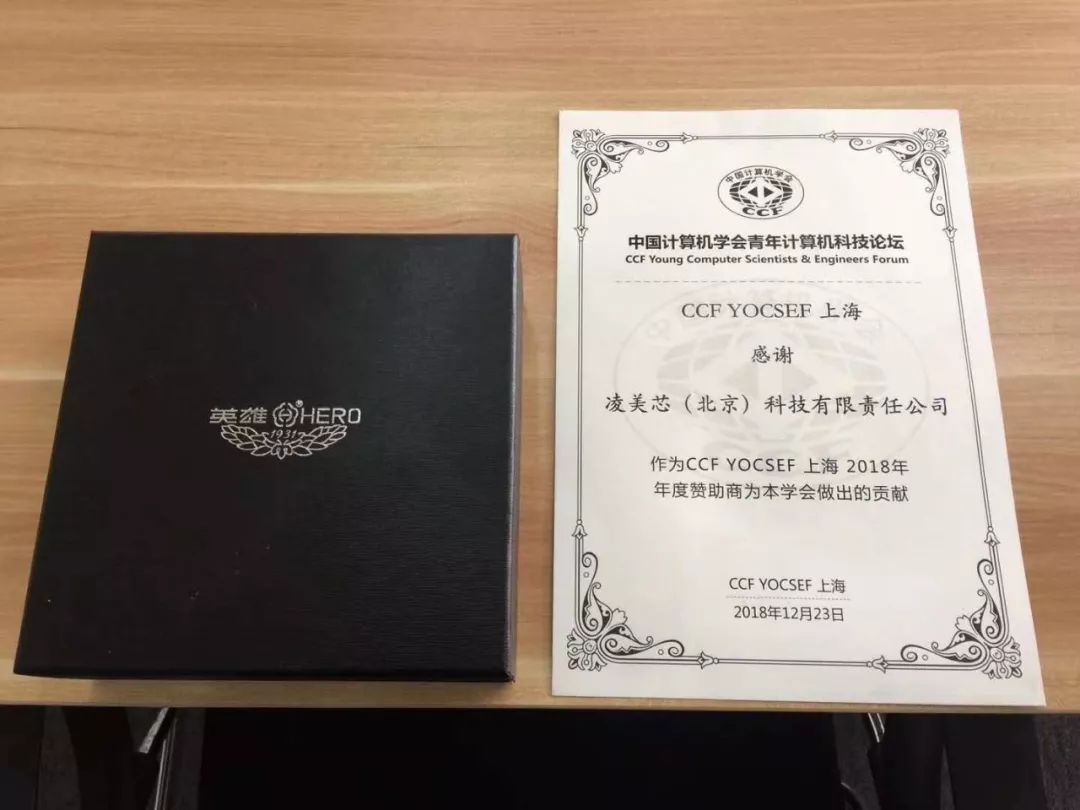 英雄 HERO
1931
中国计算机学会
CCF
中国计算机学会青年计算机科技论坛
CCF Young Computer Scientists & Engineers Forum
CCF YOCSEF 上海
感谢
凌美芯（北京）科技有限责任公司
作为CCF YOCSEF 上海 2018年
年度赞助商为本学会做出的贡献
CCF YOCSEF 上海
2018年12月23日